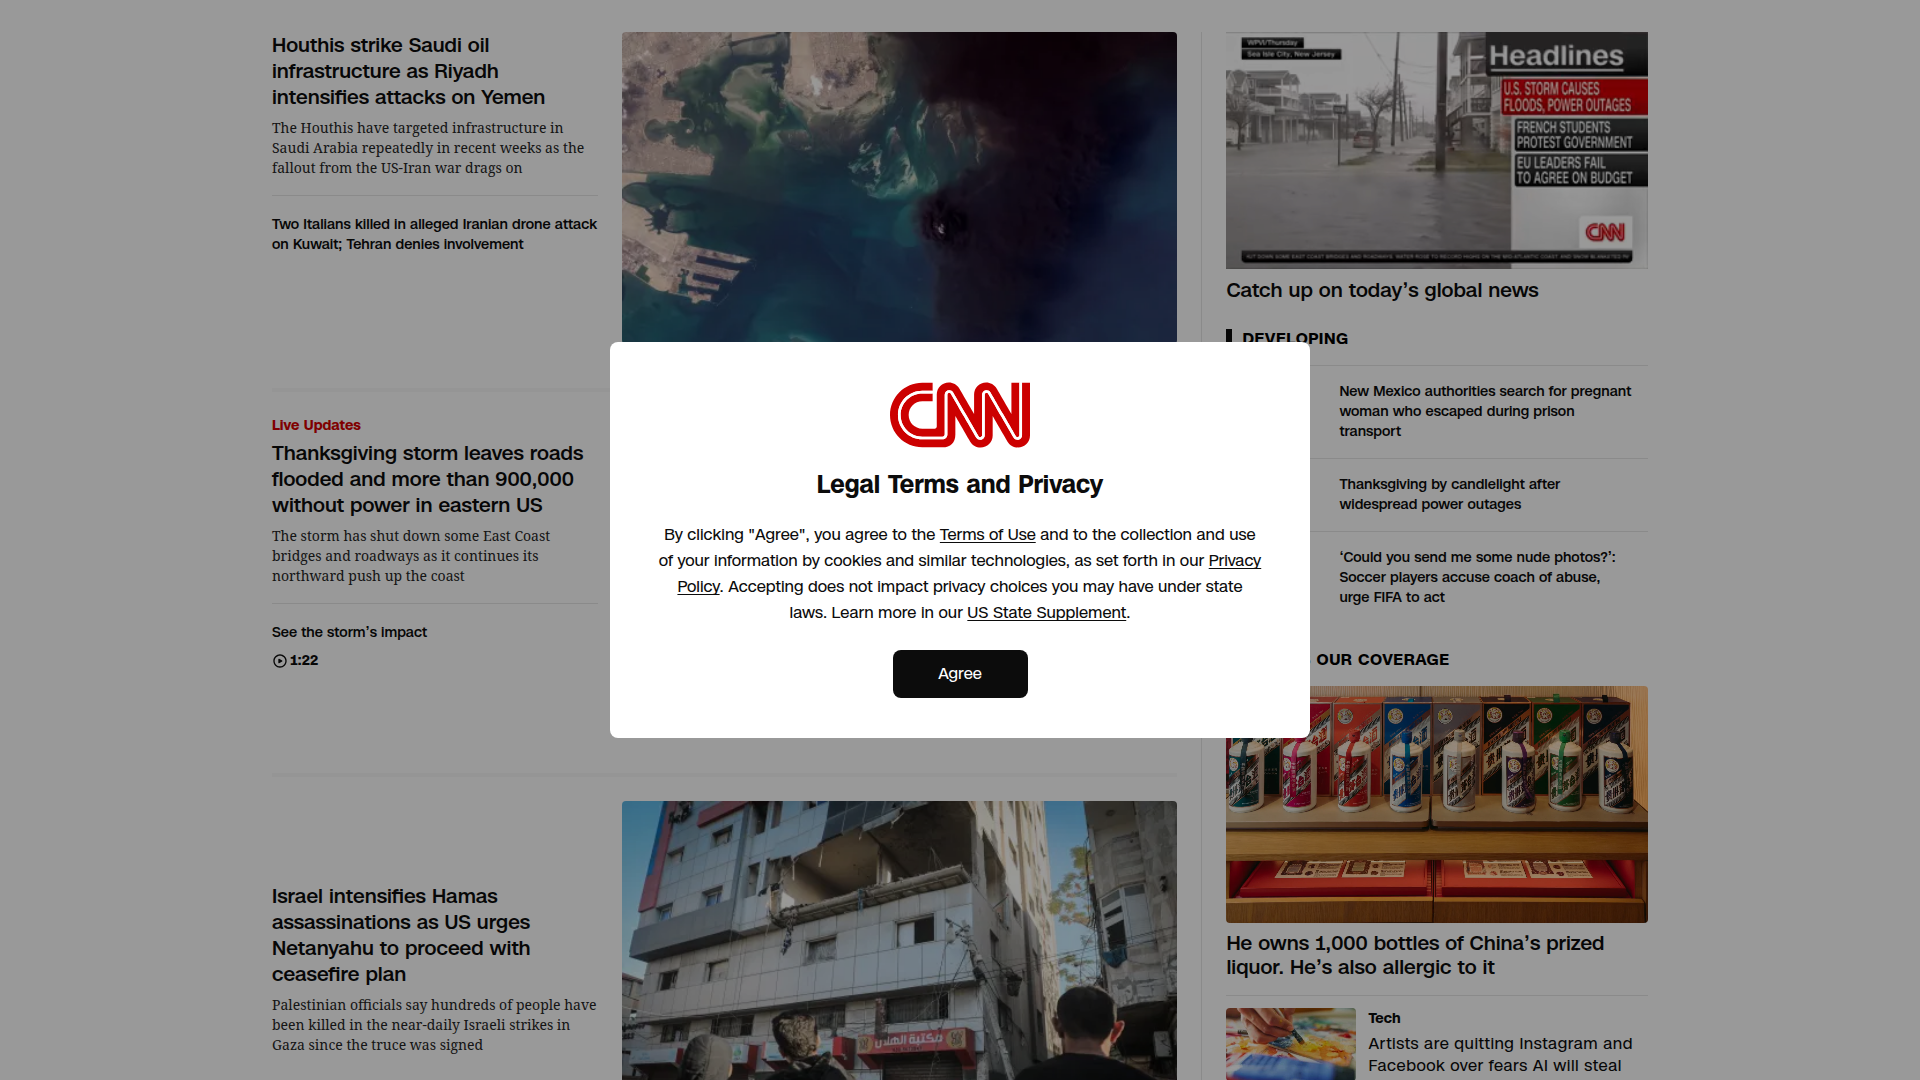 Houthis strike Saudi oil
infrastructure as Riyadh
intensifies attacks on Yemen
The Houthis have targeted infrastructure in
Saudi Arabia repeatedly in recent weeks as the
fallout from the US-Iran war drags on
Two Italians killed in alleged Iranian drone attack
on Kuwait; Tehran denies involvement
Live Updates
Thanksgiving storm leaves roads
flooded and more than 900,000
without power in eastern US
The storm has shut down some East Coast
bridges and roadways as it continues its
northward push up the coast
See the storm’s impact
1:22
Israel intensifies Hamas
assassinations as US urges
Netanyahu to proceed with
ceasefire plan
Palestinian officials say hundreds of people have
been killed in the near-daily Israeli strikes in
Gaza since the truce was signed
CNN
Legal Terms and Privacy
By clicking "Agree", you agree to the Terms of Use and to the collection and use
of your information by cookies and similar technologies, as set forth in our Privacy
Policy. Accepting does not impact privacy choices you may have under state
laws. Learn more in our US State Supplement.
Agree
مكتبة الهلال
WPVI/Thursday
Sea Isle City, New Jersey
Headlines
U.S. STORM CAUSES
FLOODS, POWER OUTAGES
FRENCH STUDENTS
PROTEST GOVERNMENT
EU LEADERS FAIL
TO AGREE ON BUDGET
CNN
Catch up on today’s global news
DEVELOPING
New Mexico authorities search for pregnant
woman who escaped during prison
transport
Thanksgiving by candlelight after
widespread power outages
‘Could you send me some nude photos?’:
Soccer players accuse coach of abuse,
urge FIFA to act
OUR COVERAGE
He owns 1,000 bottles of China’s prized
liquor. He’s also allergic to it
Tech
Artists are quitting Instagram and
Facebook over fears AI will steal